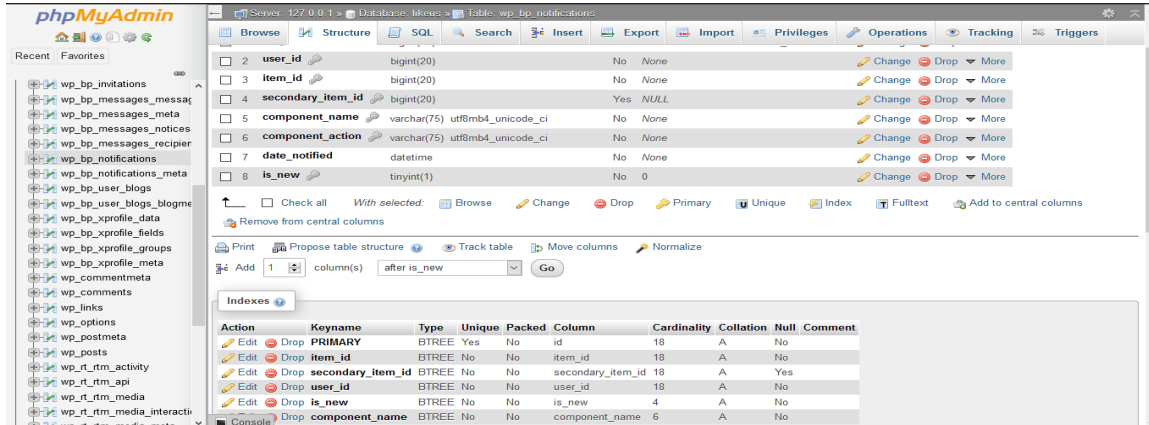 phpMyAdmin
Recent Favorites
wp_bp_invitations
wp_bp_messages_messag
wp_bp_messages_meta
wp_bp_messages_notices
wp_bp_messages_recipien
wp_bp_notifications
wp_bp_notifications_meta
wp_bp_user_blogs
wp_bp_user_blogs_blogme
wp_bp_xprofile_data
wp_bp_xprofile_fields
wp_bp_xprofile_groups
wp_bp_xprofile_meta
wp_commentmeta
wp_comments
wp_links
wp_options
wp_postmeta
wp_posts
wp_rt_rtm_activity
wp_rt_rtm_api
wp_rt_rtm_media
wp_rt_rtm_media_interacti
Server: 127.0.0.1 » Database: likeus » Table: wp_bp_notifications
Browse Structure SQL Search Insert Export Import Privileges Operations Tracking Triggers
2 user_id bigint(20) No None Change Drop More
3 item_id bigint(20) No None Change Drop More
4 secondary_item_id bigint(20) Yes NULL Change Drop More
5 component_name varchar(75) utf8mb4_unicode_ci No None Change Drop More
6 component_action varchar(75) utf8mb4_unicode_ci No None Change Drop More
7 date_notified datetime No None Change Drop More
8 is_new tinyint(1) No 0 Change Drop More
Check all With selected: Browse Change Drop Primary Unique Index Fulltext Add to central columns
Remove from central columns
Print Propose table structure Track table Move columns Normalize
Add 1 column(s) after is_new Go
Indexes
Action Keyname Type Unique Packed Column Cardinality Collation Null Comment
Edit Drop PRIMARY BTREE Yes No id 18 A No
Edit Drop item_id BTREE No No item_id 18 A No
Edit Drop secondary_item_id BTREE No No secondary_item_id 18 A Yes
Edit Drop user_id BTREE No No user_id 18 A No
Edit Drop is_new BTREE No No is_new 4 A No
Drop component_name BTREE No No component_name 6 A No
Console